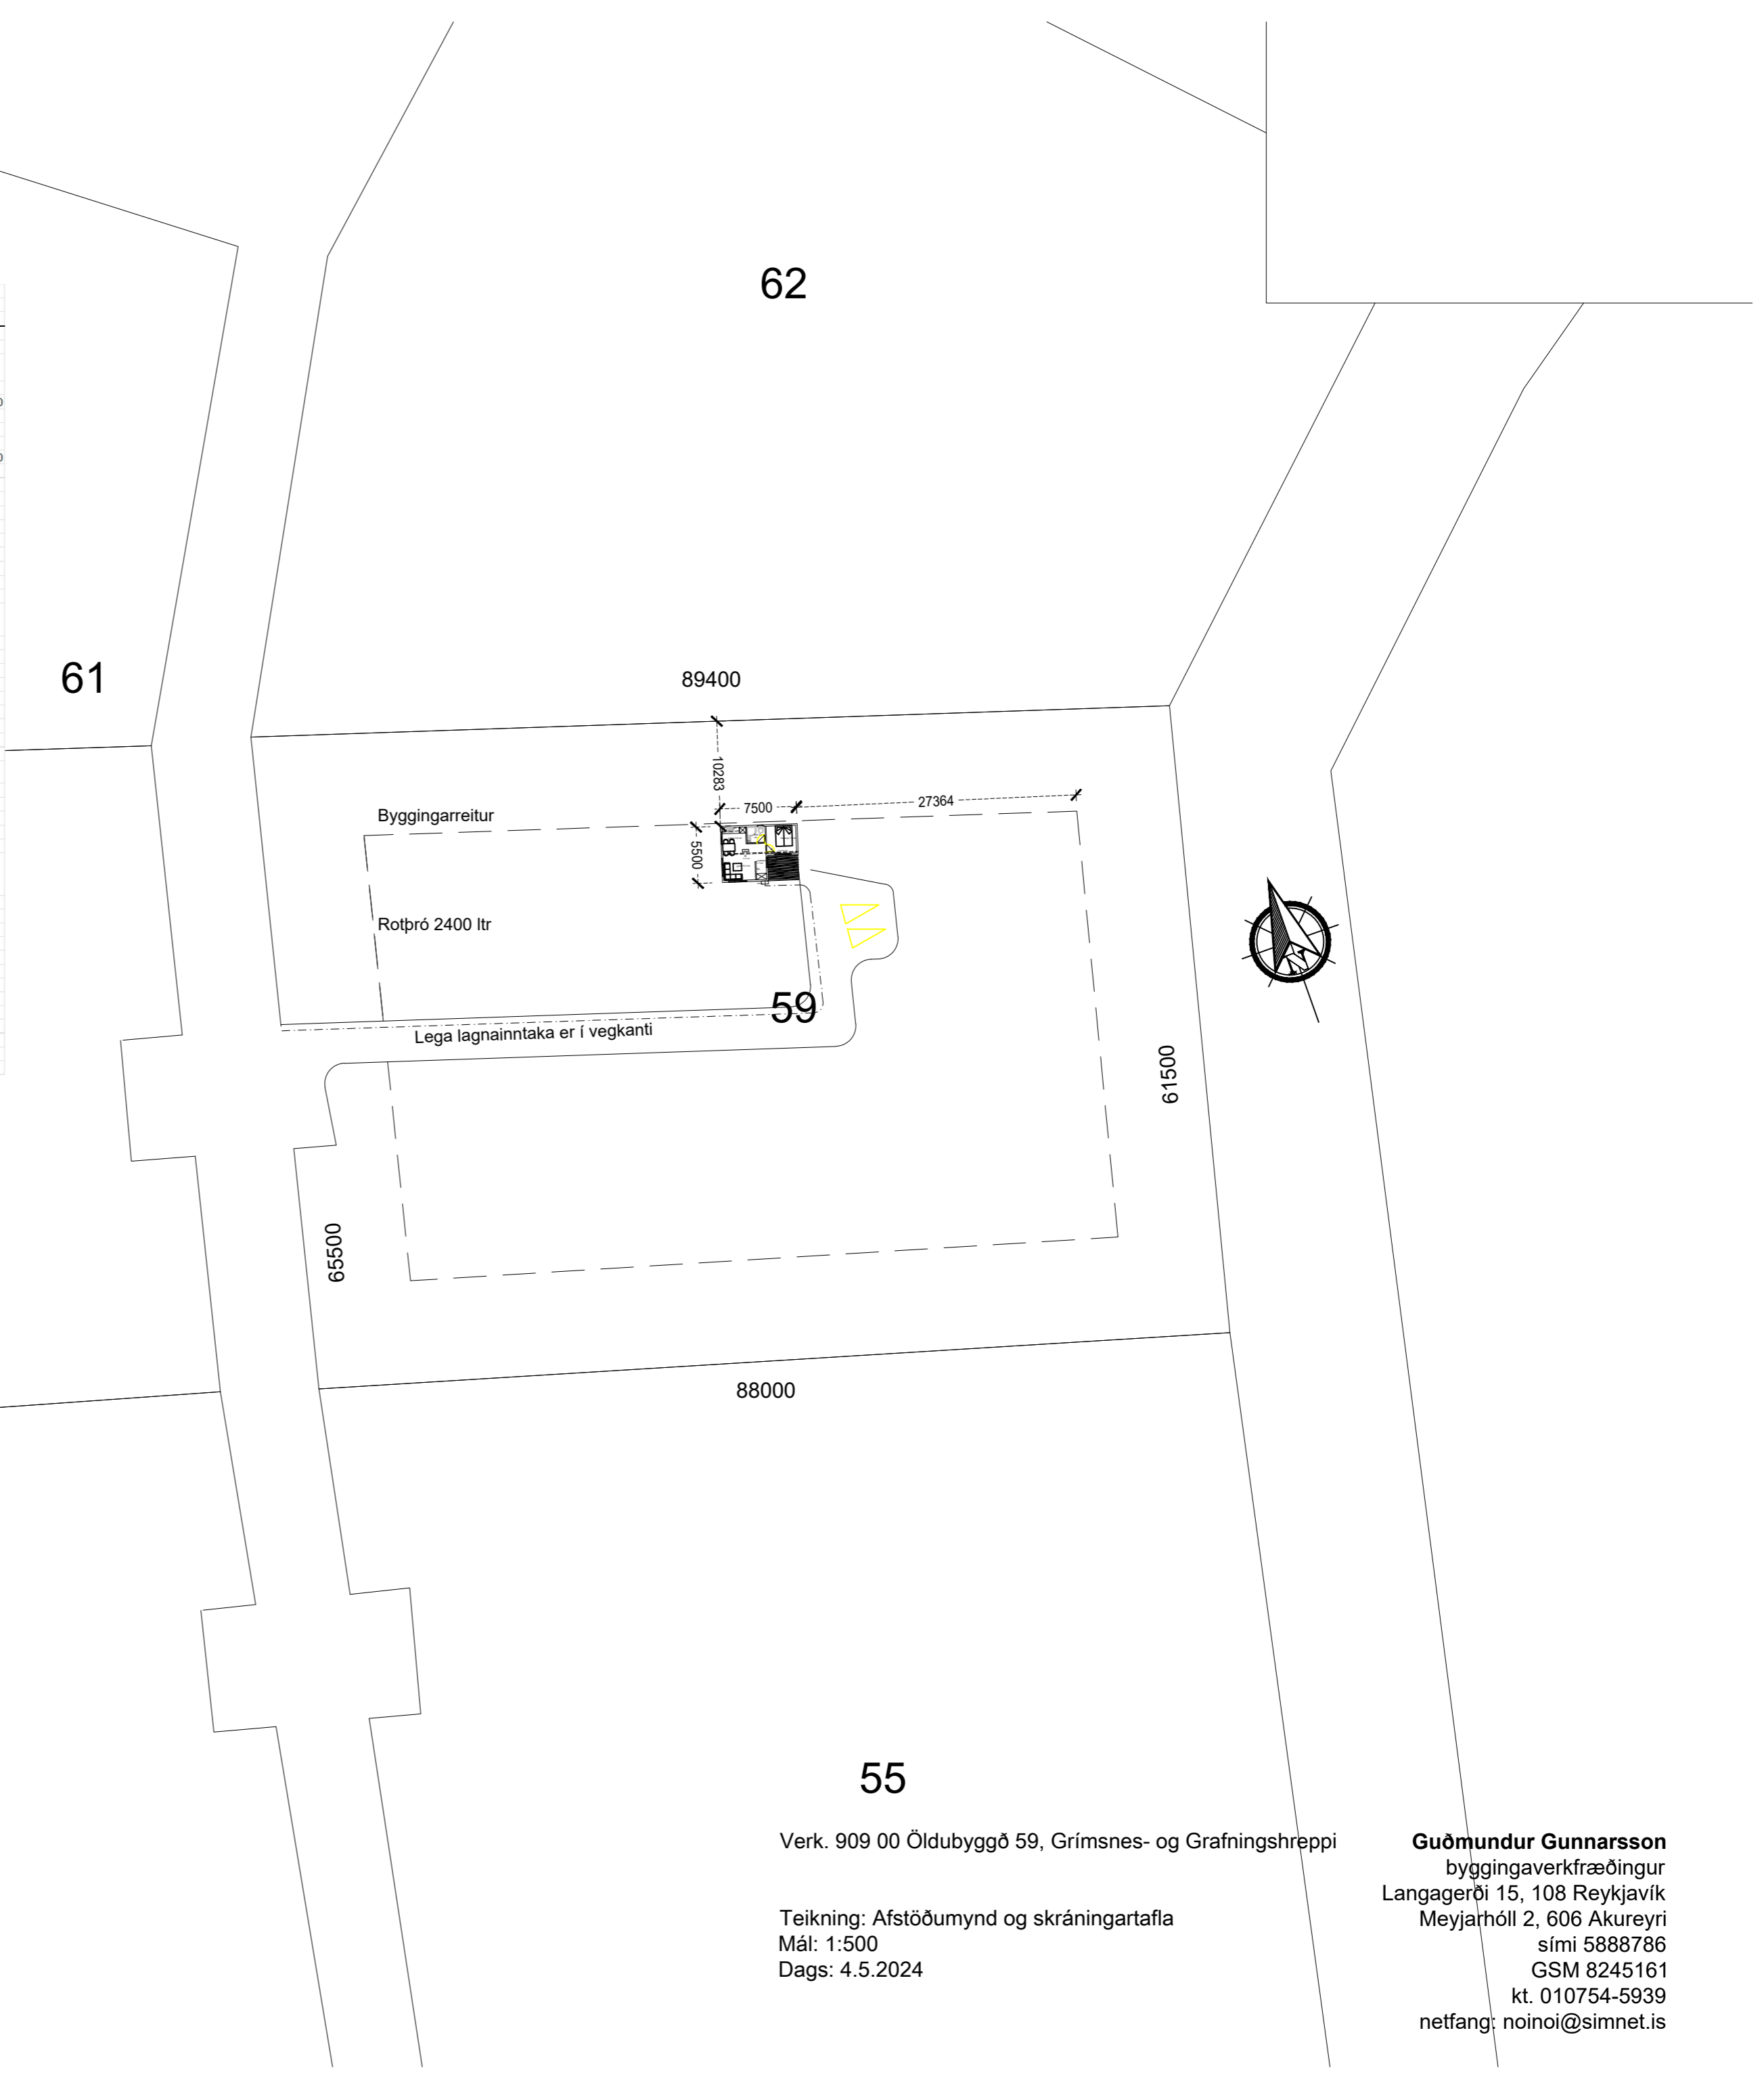 62
61
89400
10283
7500
27364
Byggingarreitur
5500
Rotþró 2400 ltr
59
Lega lagnainntaka er í vegkanti
61500
65500
88000
55
Verk. 909 00 Öldubyggð 59, Grímsnes- og Grafningshreppi
Teikning: Afstöðumynd og skráningartafla
Mál: 1:500
Dags: 4.5.2024
Guðmundur Gunnarsson
byggingaverkfræðingur
Langagerði 15, 108 Reykjavík
Meyjarhóll 2, 606 Akureyri
sími 5888786
GSM 8245161
kt. 010754-5939
netfang: noinoi@simnet.is